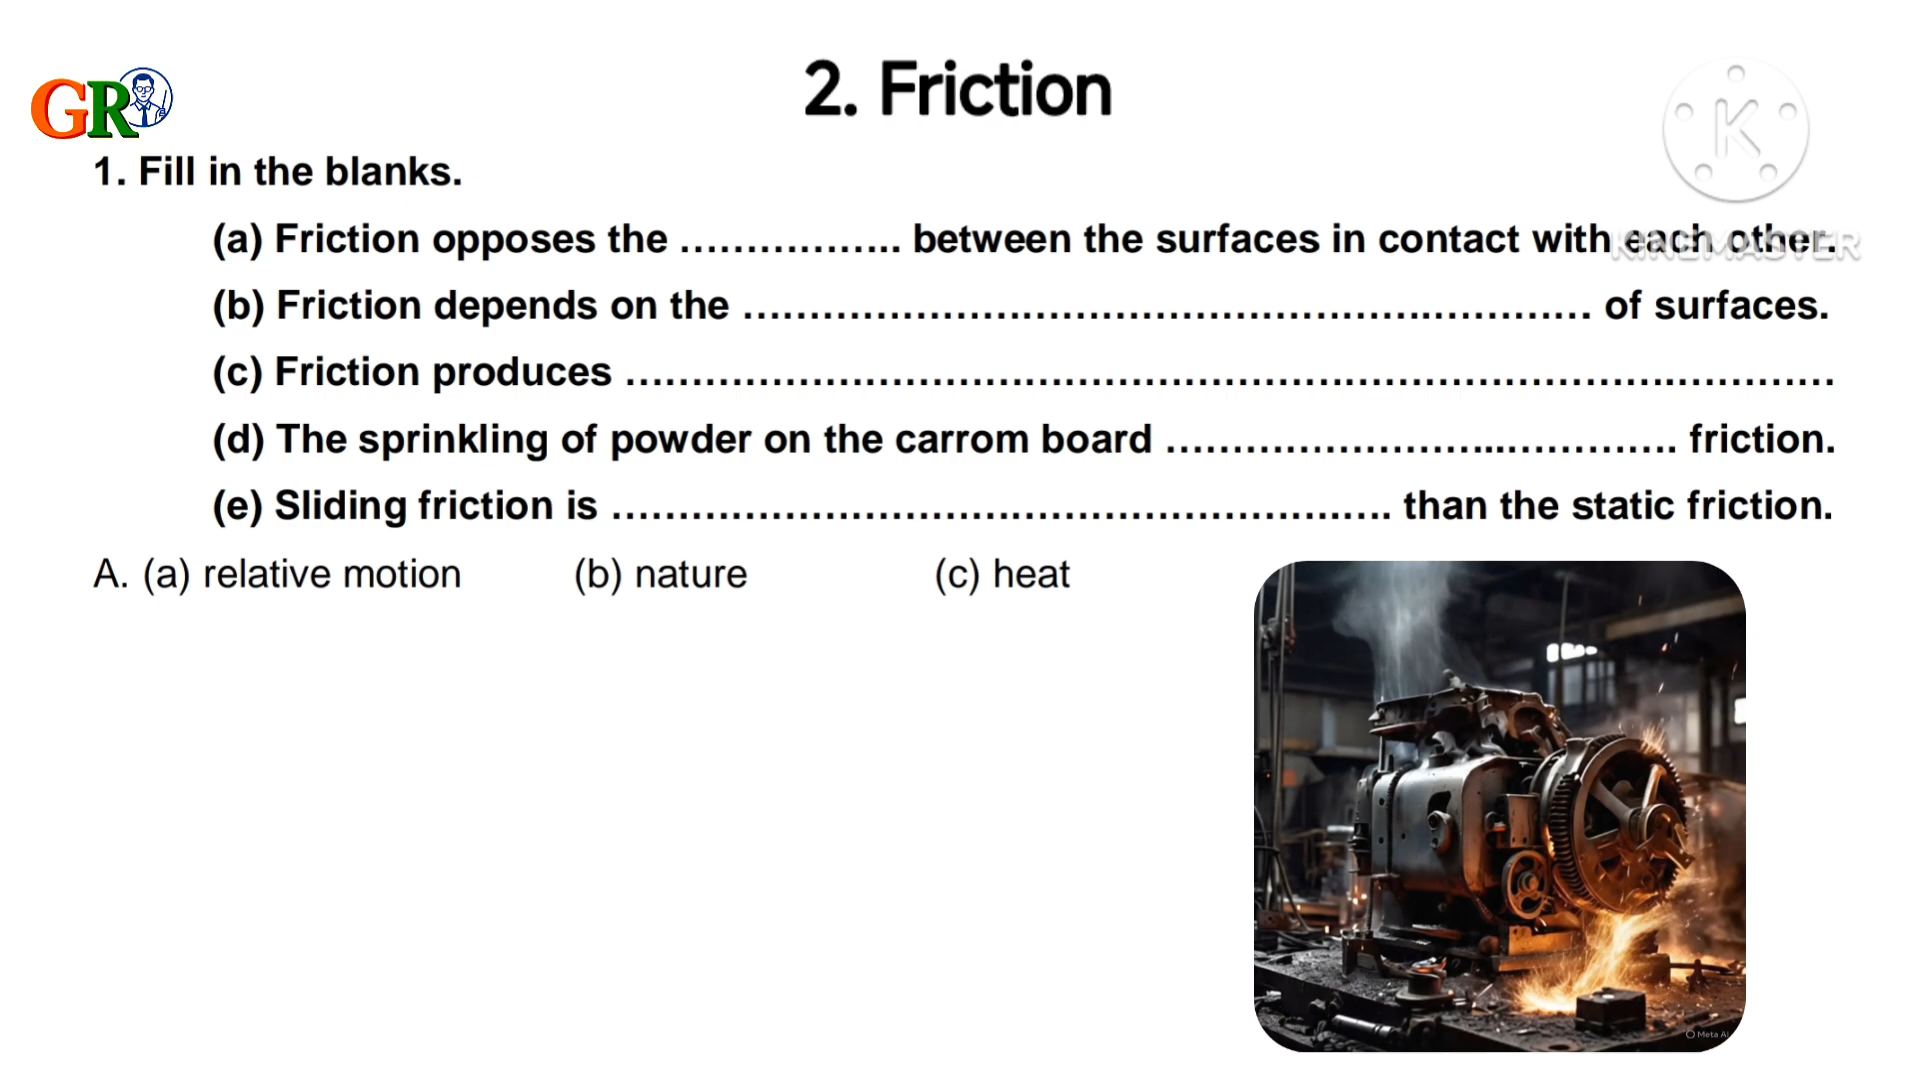 GR
2. Friction
K
KINEMASTER
1. Fill in the blanks.
(a) Friction opposes the …………….. between the surfaces in contact with each other.
(b) Friction depends on the ………………………………………………………. of surfaces.
(c) Friction produces ………………………………………………………………………………
(d) The sprinkling of powder on the carrom board …………………….…………. friction.
(e) Sliding friction is …………………………………………………. than the static friction.
A. (a) relative motion (b) nature (c) heat
Meta AI